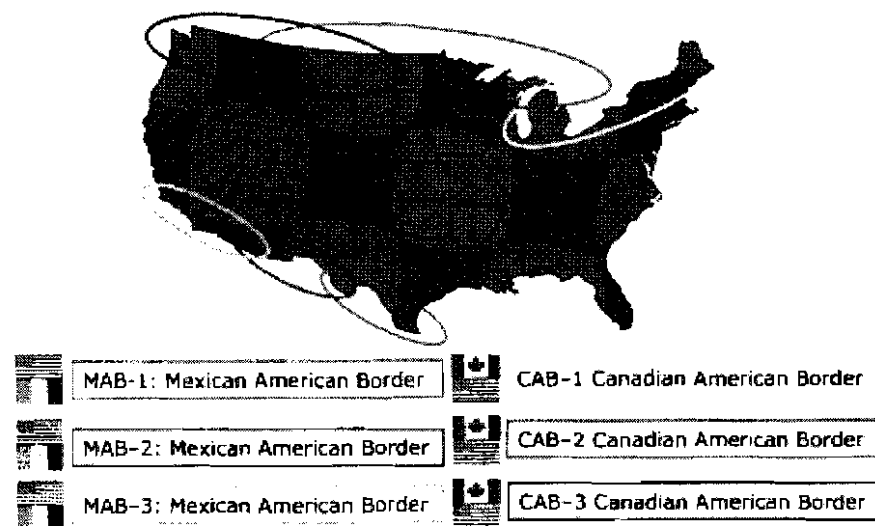 MAB-1: Mexican American Border
CAB-1 Canadian American Border
MAB-2: Mexican American Border
CAB-2 Canadian American Border
MAB-3: Mexican American Border
CAB-3 Canadian American Border